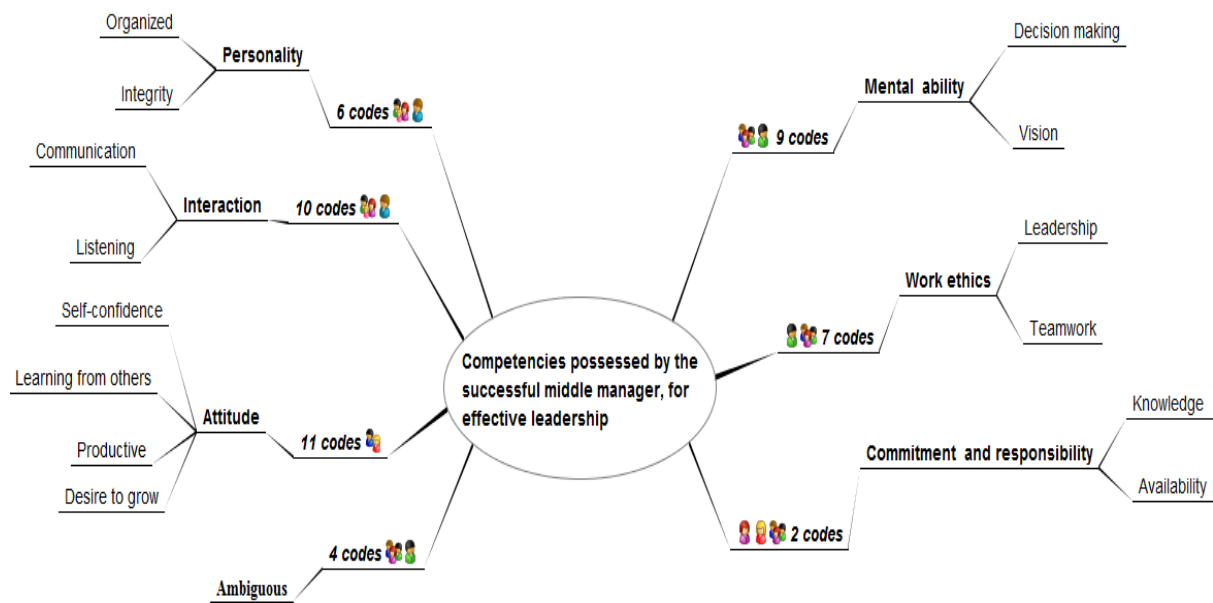 Organized
Personality
Integrity
6 codes
Communication
Interaction
10 codes
Listening
Self-confidence
Learning from others
Attitude
11 codes
Productive
Desire to grow
4 codes
Ambiguous
Competencies possessed by the
successful middle manager, for
effective leadership
Decision making
Mental ability
9 codes
Vision
Leadership
Work ethics
7 codes
Teamwork
Knowledge
Commitment and responsibility
Availability
2 codes